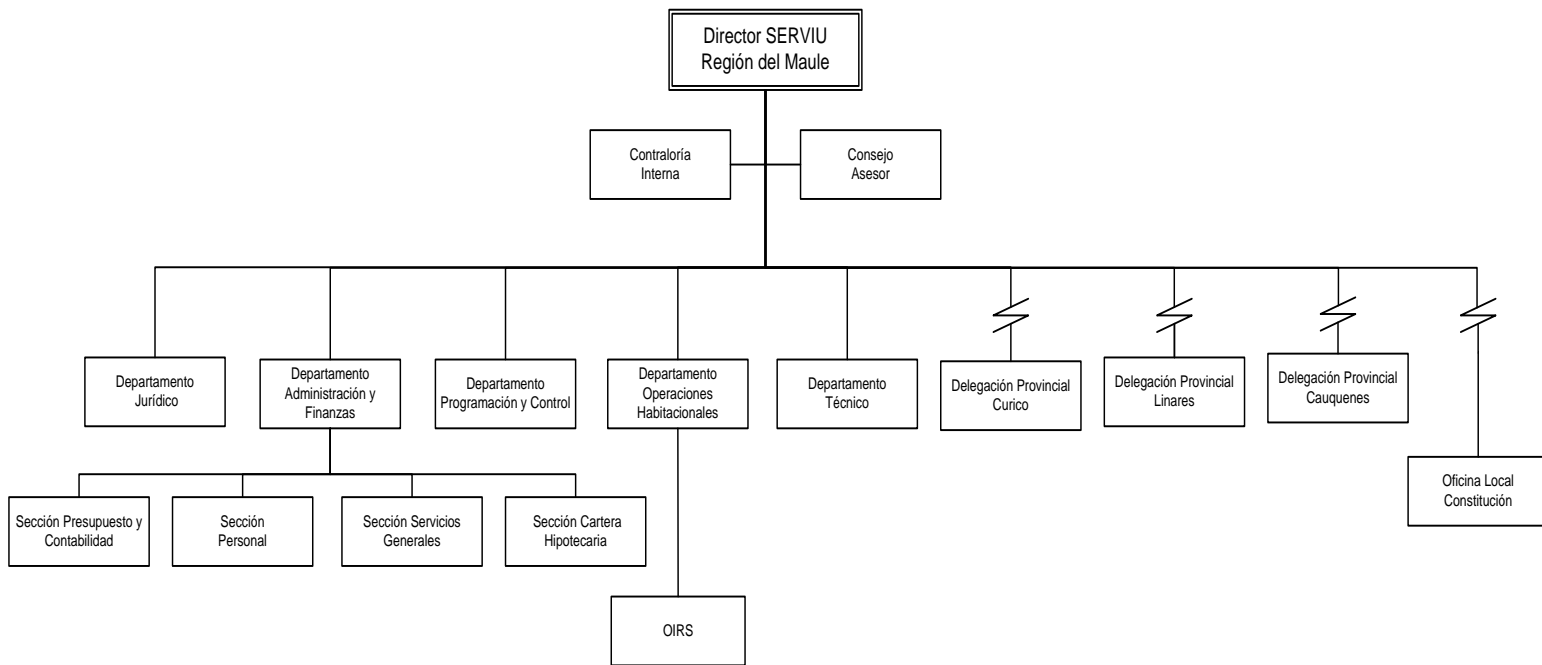 Director SERVIU
Región del Maule
Contraloría
Interna
Consejo
Asesor
Departamento
Jurídico
Departamento
Administración y
Finanzas
Departamento
Programación y Control
Departamento
Operaciones
Habitacionales
Departamento
Técnico
Delegación Provincial
Curico
Delegación Provincial
Linares
Delegación Provincial
Cauquenes
Oficina Local
Constitución
Sección Presupuesto y
Contabilidad
Sección
Personal
Sección Servicios
Generales
Sección Cartera
Hipotecaria
OIRS